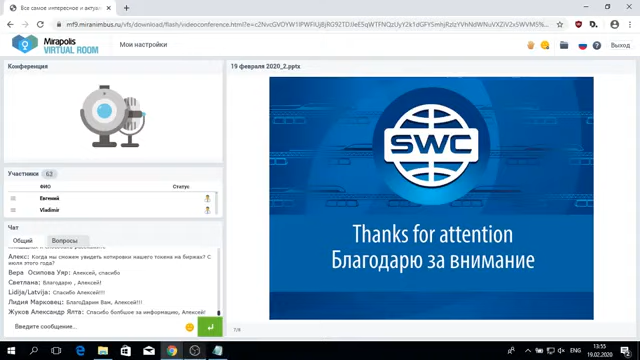 Все самое интересное и актуа
mf9.miranimbus.ru/vfs/download/flash/videoconference.html?
Mirapolis
VIRTUAL ROOM
Мои настройки
Выход
Конференция
19 февраля 2020_2.pptx
SWC
Thanks for attention
Благодарю за внимание
Участники 62
ФИО Статус
Евгений
Vladimir
Чат
Общий Вопросы
Алекс: Когда мы сможем увидеть котировки нашего токена на биржах? С
июля этого года?
Вера Осипова Уяр: Алексей, спасибо
Светлана: Благодарю , Алексей!
Lidija/Latvija: Спасибо Алексей!!!
Лидия Марковец: БлагоДарим Вам, Алексей!!!
Жуков Александр Ялта: Спасибо болбшое за информацию, Алексей!
Введите сообщение...
7/8
ENG
13:55
19.02.2020